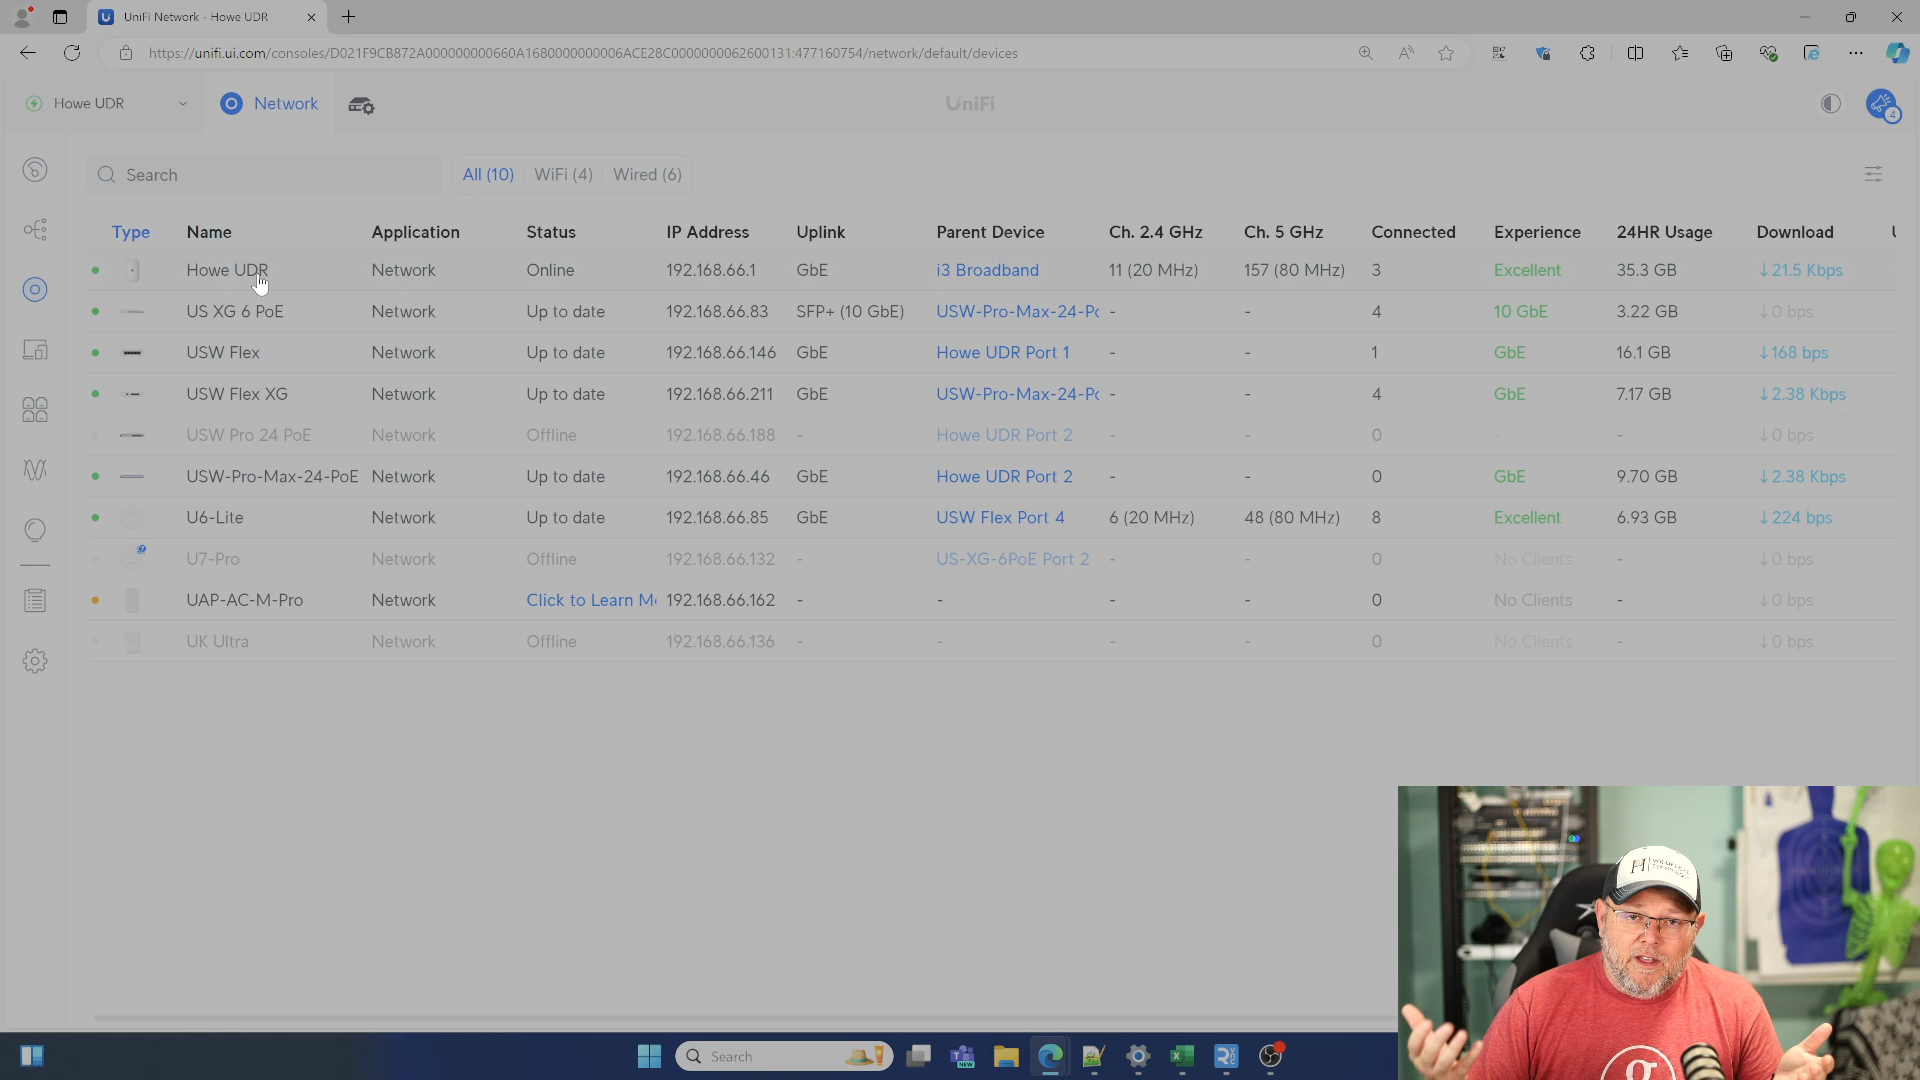 UniFi Network - Howe UDR
https://unifi.ui.com/consoles/D021F9CB872A000000000660A1680000000006ACE28C0000000062600131:477160754/network/default/devices
Howe UDR Network UniFi 4
Search All (10) WiFi (4) Wired (6)
Type Name Application Status IP Address Uplink Parent Device Ch. 2.4 GHz Ch. 5 GHz Connected Experience 24HR Usage Download
Howe UDR Network Online 192.168.66.1 GbE i3 Broadband 11 (20 MHz) 157 (80 MHz) 3 Excellent 35.3 GB ↓ 21.5 Kbps
US XG 6 PoE Network Up to date 192.168.66.83 SFP+ (10 GbE) USW-Pro-Max-24-Pc - - 4 10 GbE 3.22 GB ↓ 0 bps
USW Flex Network Up to date 192.168.66.146 GbE Howe UDR Port 1 - - 1 GbE 16.1 GB ↓ 168 bps
USW Flex XG Network Up to date 192.168.66.211 GbE USW-Pro-Max-24-Pc - - 4 GbE 7.17 GB ↓ 2.38 Kbps
USW Pro 24 PoE Network Offline 192.168.66.188 - Howe UDR Port 2 - - 0 - - ↓ 0 bps
USW-Pro-Max-24-PoE Network Up to date 192.168.66.46 GbE Howe UDR Port 2 - - 0 GbE 9.70 GB ↓ 2.38 Kbps
U6-Lite Network Up to date 192.168.66.85 GbE USW Flex Port 4 6 (20 MHz) 48 (80 MHz) 8 Excellent 6.93 GB ↓ 224 bps
U7-Pro Network Offline 192.168.66.132 - US-XG-6PoE Port 2 - - 0 No Clients - ↓ 0 bps
UAP-AC-M-Pro Network Click to Learn M 192.168.66.162 - - - - 0 No Clients - ↓ 0 bps
UK Ultra Network Offline 192.168.66.136 - - - - 0 No Clients - ↓ 0 bps
Search
NEW